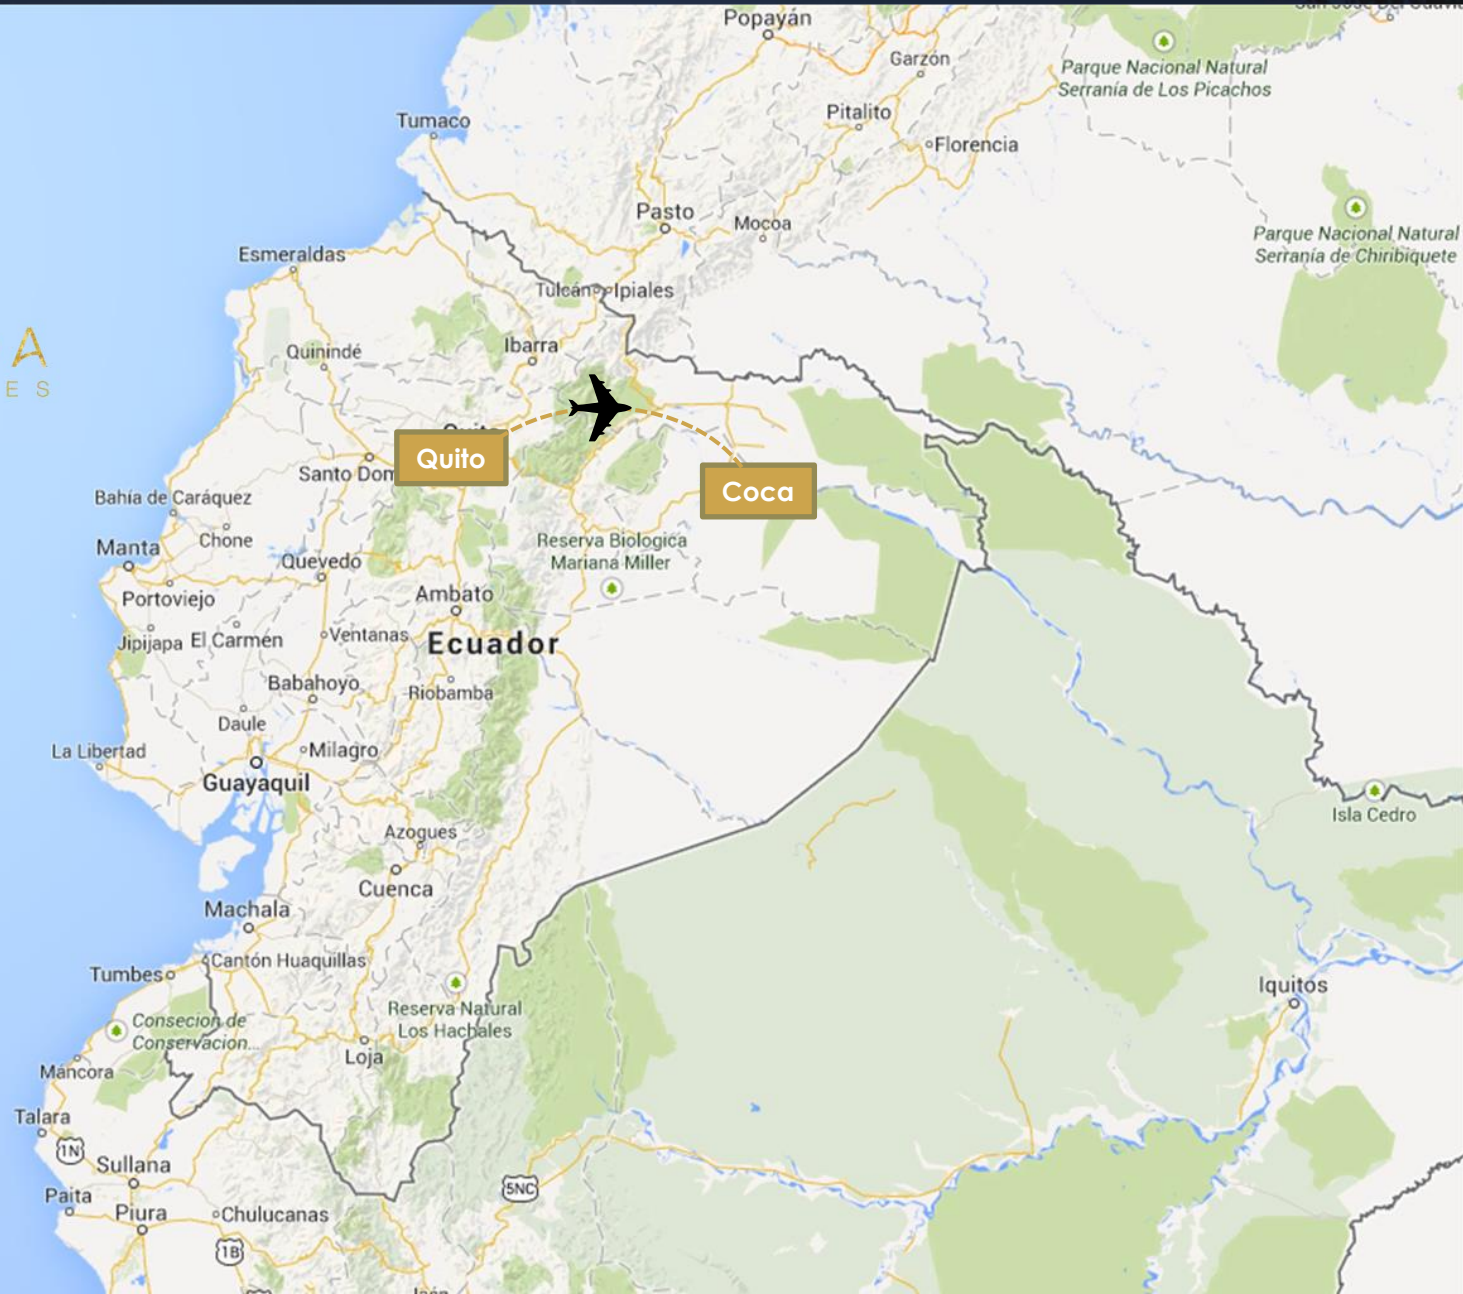 Popayán
Garzón
Parque Nacional Natural
Serranía de Los Picachos
Pitalito
Tumaco
Florencia
Pasto
Mocoa
Parque Nacional Natural
Serranía de Chiribiquete
Esmeraldas
Tulcán
Ipiales
A
E S
Quinindé
Ibarra
Quito
Santo Dom
Coca
Bahía de Caráquez
Chone
Manta
Quevedo
Reserva Biologica
Mariana Miller
Portoviejo
Ambato
Jipijapa
El Carmen
Ventanas
Ecuador
Babahoyo
Riobamba
Daule
La Libertad
Milagro
Guayaquil
Isla Cedro
Azogues
Cuenca
Machala
Cantón Huaquillas
Tumbes
Iquitos
Reserva Natural
Los Hachales
Consecion de
Conservacion...
Loja
Máncora
Talara
1N
Sullana
5NC
Paita
Piura
Chulucanas
1B